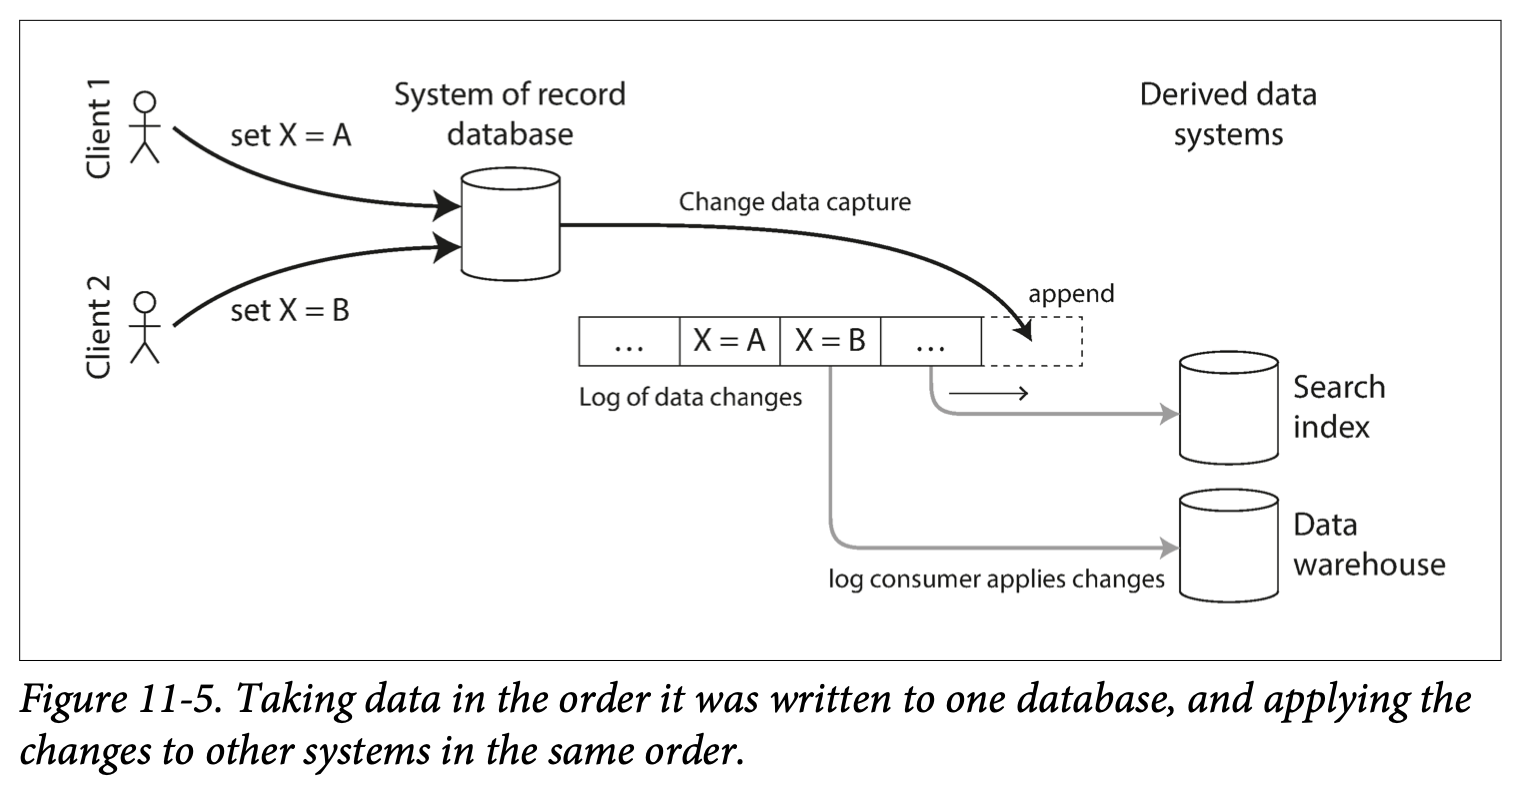 Client 1
set X = A
System of record
database
Derived data
systems
Change data capture
Client 2
set X = B
append
...
X = A
X = B
...
Log of data changes
Search
index
Data
warehouse
log consumer applies changes
Figure 11-5. Taking data in the order it was written to one database, and applying the
changes to other systems in the same order.